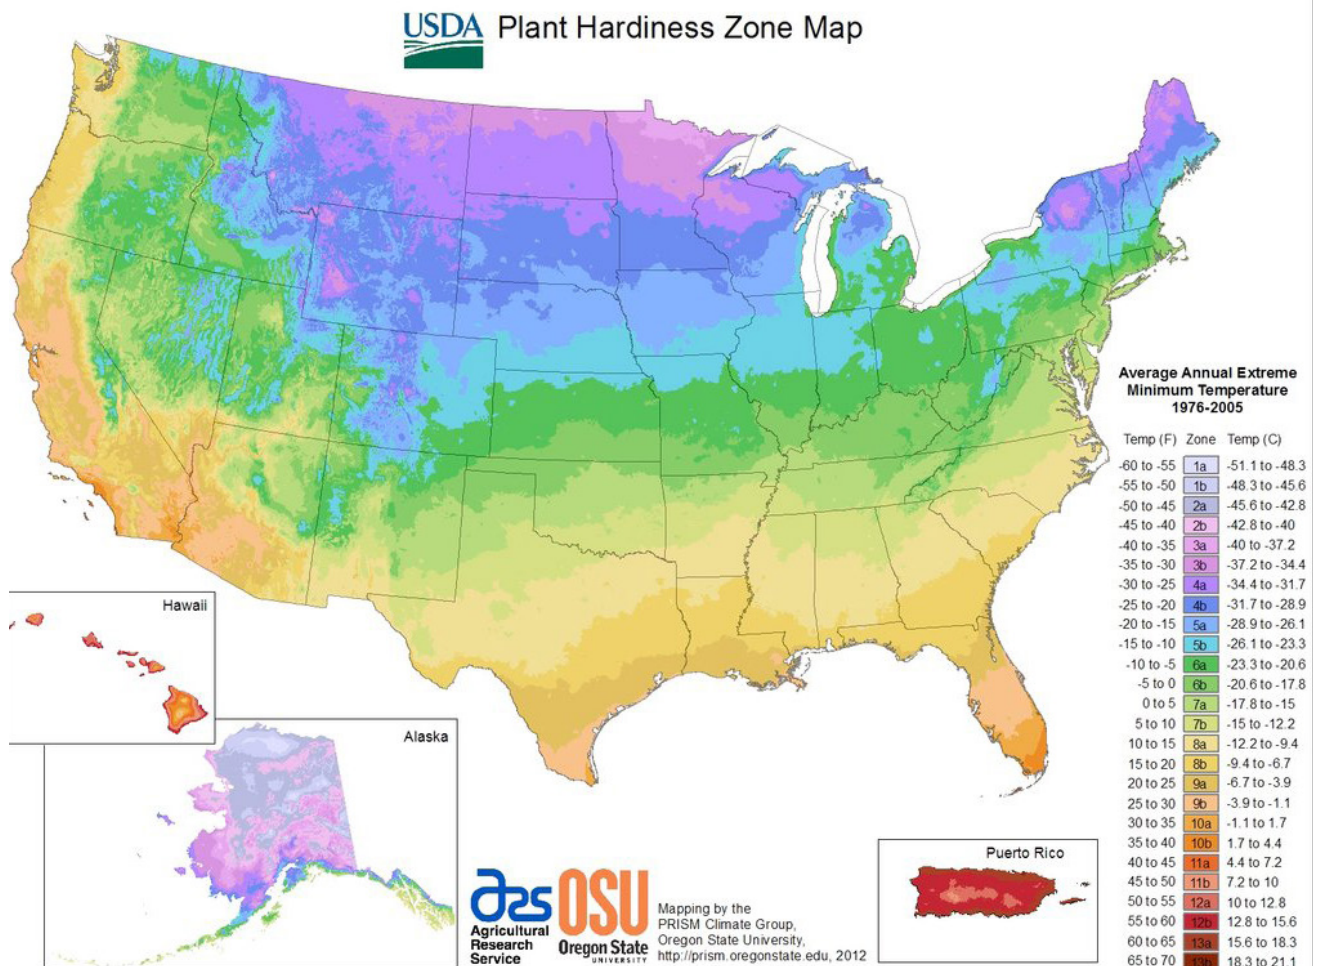 USDA Plant Hardiness Zone Map
Average Annual Extreme
Minimum Temperature
1976-2005
Temp (F) Zone Temp (C)
-60 to -55 1a -51.1 to -48.3
-55 to -50 1b -48.3 to -45.6
-50 to -45 2a -45.6 to -42.8
-45 to -40 2b -42.8 to -40
-40 to -35 3a -40 to -37.2
-35 to -30 3b -37.2 to -34.4
-30 to -25 4a -34.4 to -31.7
-25 to -20 4b -31.7 to -28.9
-20 to -15 5a -28.9 to -26.1
-15 to -10 5b -26.1 to -23.3
-10 to -5 6a -23.3 to -20.6
-5 to 0 6b -20.6 to -17.8
0 to 5 7a -17.8 to -15
5 to 10 7b -15 to -12.2
10 to 15 8a -12.2 to -9.4
15 to 20 8b -9.4 to -6.7
20 to 25 9a -6.7 to -3.9
25 to 30 9b -3.9 to -1.1
30 to 35 10a -1.1 to 1.7
35 to 40 10b 1.7 to 4.4
40 to 45 11a 4.4 to 7.2
45 to 50 11b 7.2 to 10
50 to 55 12a 10 to 12.8
55 to 60 12b 12.8 to 15.6
60 to 65 13a 15.6 to 18.3
65 to 70 13b 18.3 to 21.1
Hawaii
Alaska
Puerto Rico
ars
Agricultural
Research
Service
OSU
Oregon State
UNIVERSITY
Mapping by the
PRISM Climate Group,
Oregon State University,
http://prism.oregonstate.edu, 2012